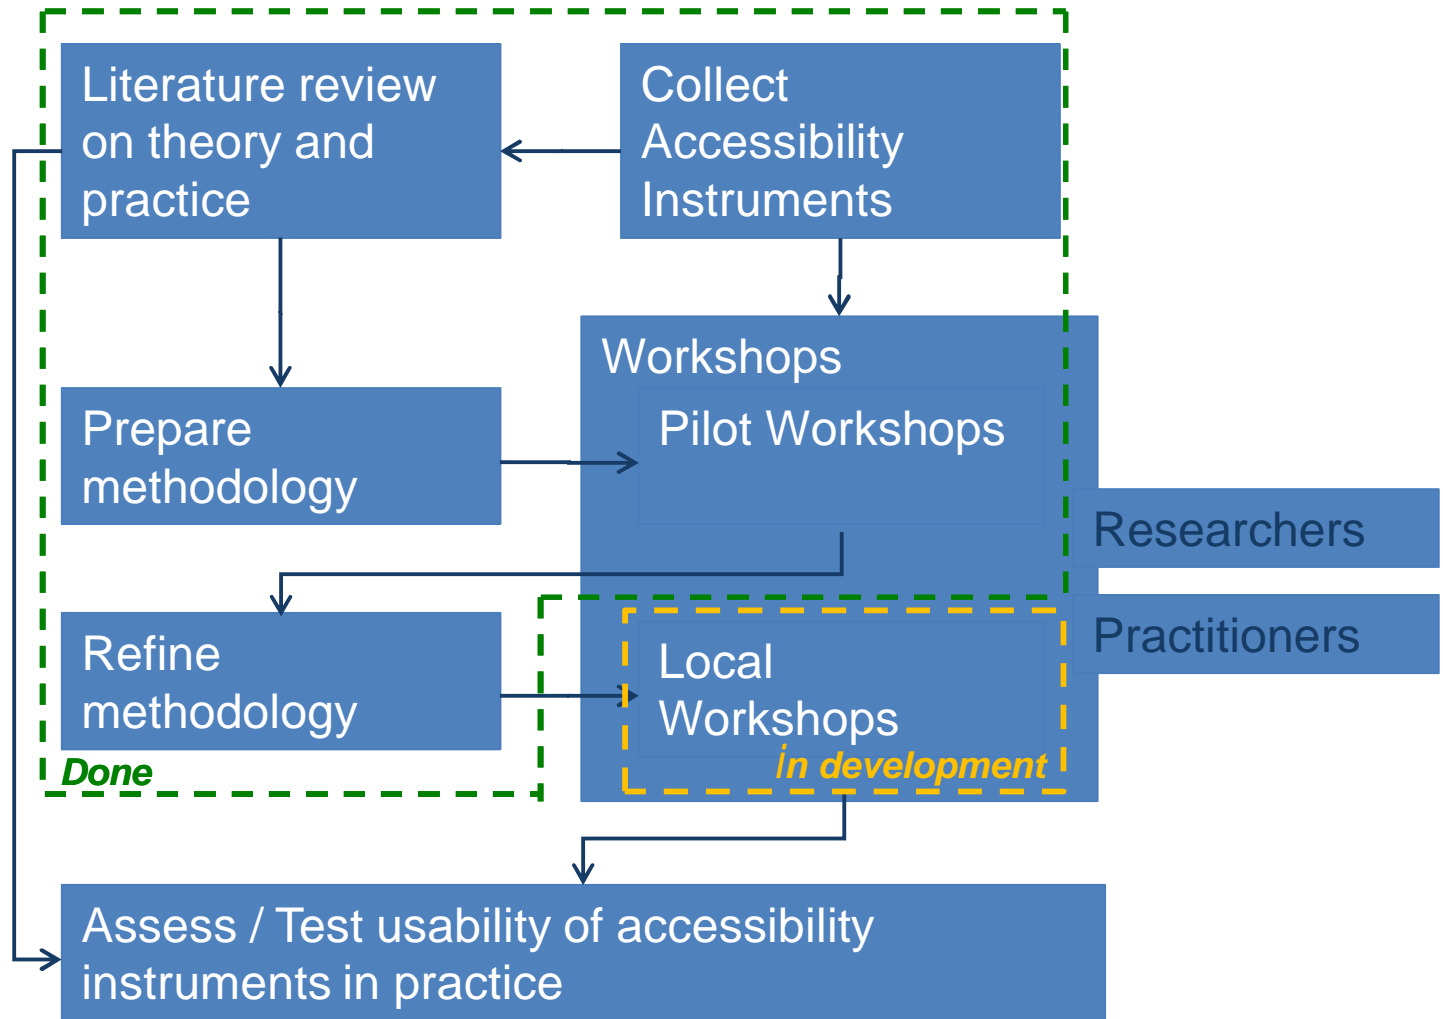 Literature review
on theory and
practice
Collect
Accessibility
Instruments
Workshops
Prepare
methodology
Pilot Workshops
Researchers
Practitioners
Refine
methodology
Local
Workshops
in development
Done
Assess / Test usability of accessibility
instruments in practice